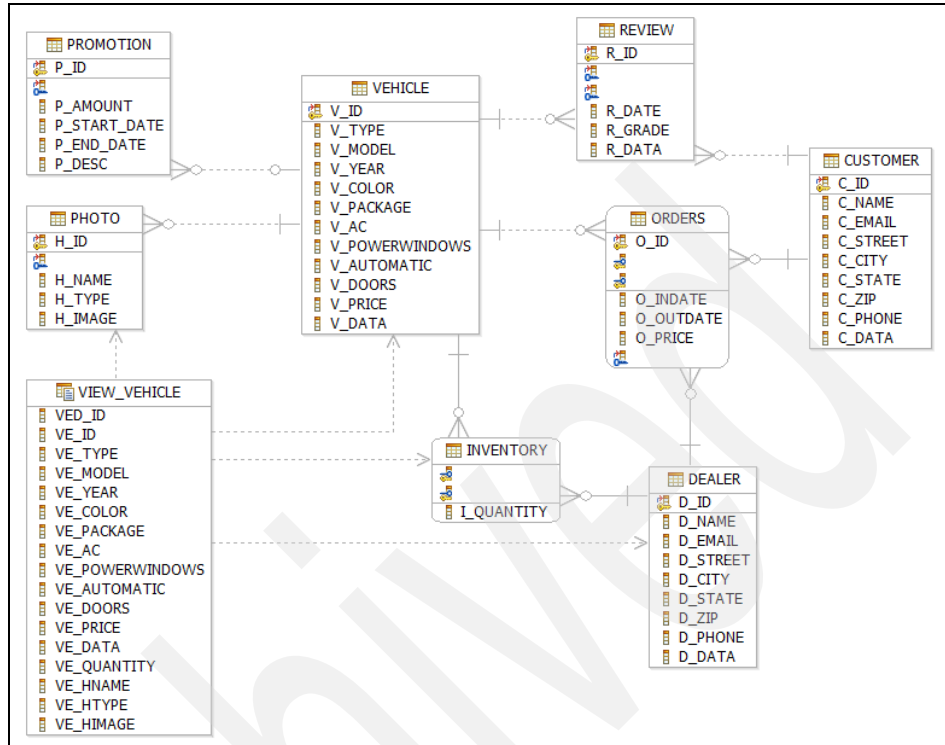 PROMOTION
P_ID
P_AMOUNT
P_START_DATE
P_END_DATE
P_DESC
PHOTO
H_ID
H_NAME
H_TYPE
H_IMAGE
VIEW_VEHICLE
VED_ID
VE_ID
VE_TYPE
VE_MODEL
VE_YEAR
VE_COLOR
VE_PACKAGE
VE_AC
VE_POWERWINDOWS
VE_AUTOMATIC
VE_DOORS
VE_PRICE
VE_DATA
VE_QUANTITY
VE_HNAME
VE_HTYPE
VE_HIMAGE
VEHICLE
V_ID
V_TYPE
V_MODEL
V_YEAR
V_COLOR
V_PACKAGE
V_AC
V_POWERWINDOWS
V_AUTOMATIC
V_DOORS
V_PRICE
V_DATA
INVENTORY
I_QUANTITY
REVIEW
R_ID
R_DATE
R_GRADE
R_DATA
ORDERS
O_ID
O_INDATE
O_OUTDATE
O_PRICE
CUSTOMER
C_ID
C_NAME
C_EMAIL
C_STREET
C_CITY
C_STATE
C_ZIP
C_PHONE
C_DATA
DEALER
D_ID
D_NAME
D_EMAIL
D_STREET
D_CITY
D_STATE
D_ZIP
D_PHONE
D_DATA
hived